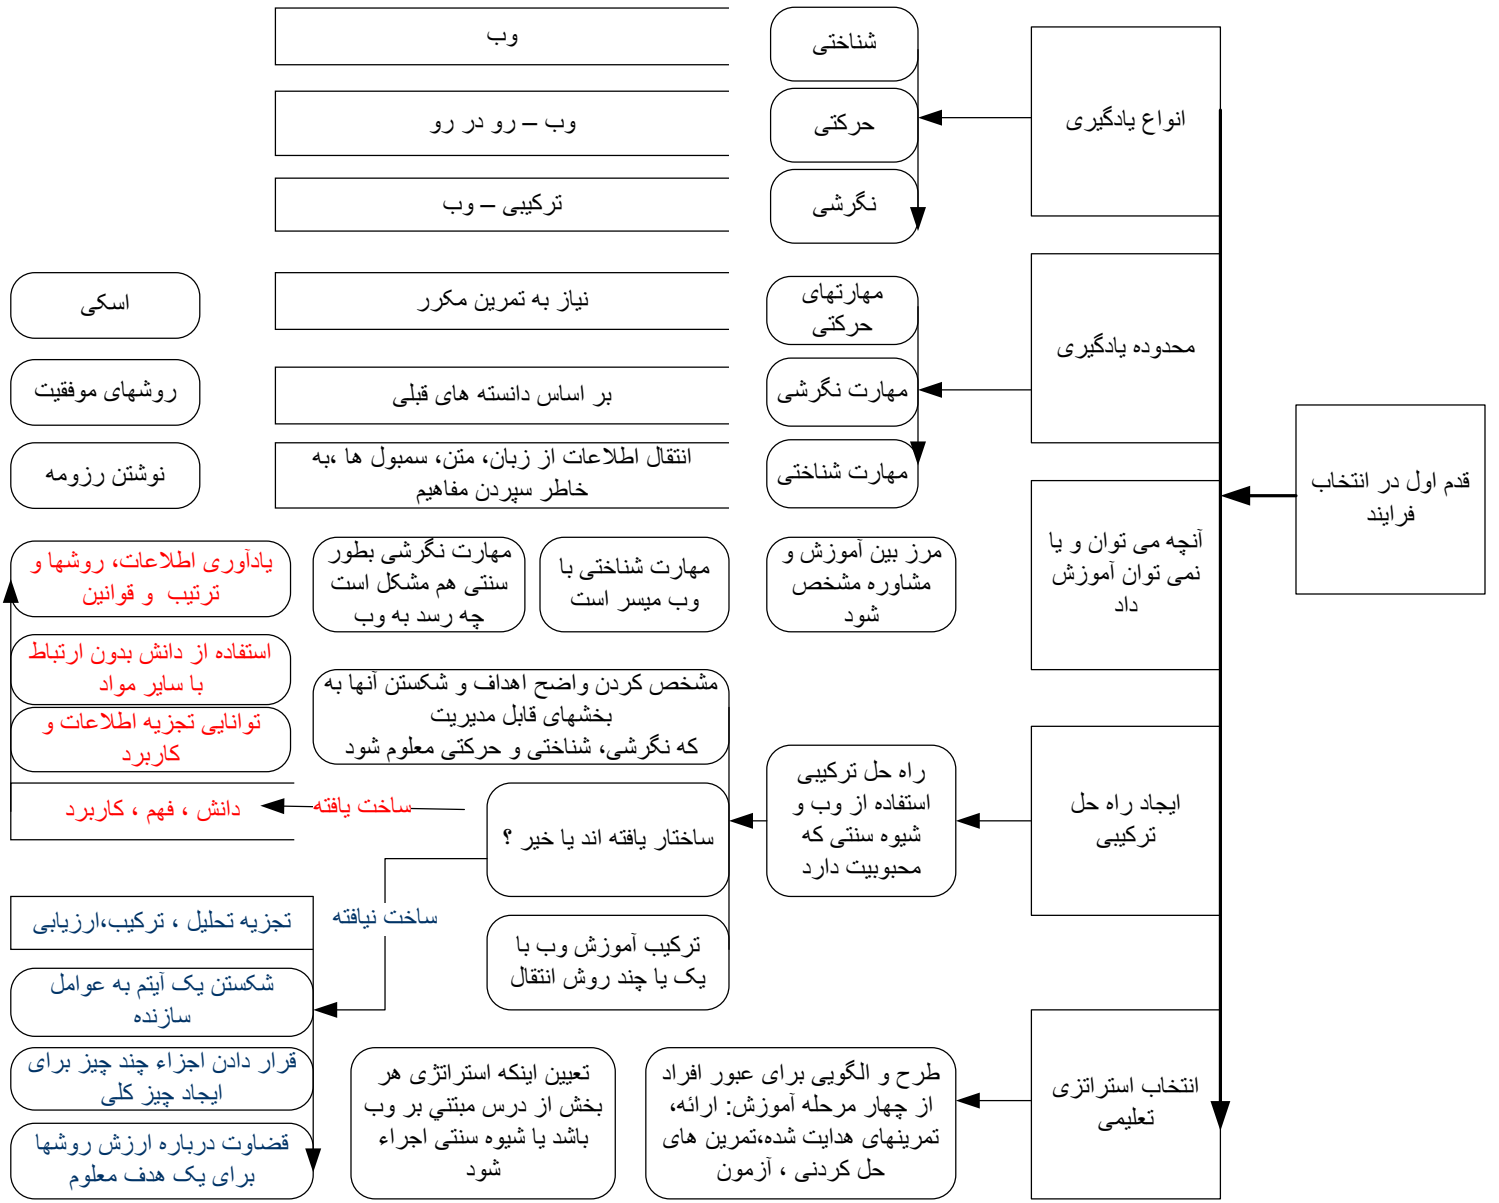 قدم اول در انتخاب
فرایند
انواع یادگیری
شناختی
وب
حرکتی
وب – رو در رو
نگرشی
ترکیبی – وب
محدوده یادگیری
مهارتهای
حرکتی
نیاز به تمرین مکرر
اسکی
مهارت نگرشی
بر اساس دانسته های قبلی
روشهای موفقیت
مهارت شناختی
انتقال اطلاعات از زبان، متن، سمبول ها ،به
خاطر سپردن مفاهیم
نوشتن رزومه
آنچه می توان و یا
نمی توان آموزش
داد
مرز بین آموزش و
مشاوره مشخص
شود
مهارت شناختی با
وب میسر است
مهارت نگرشی بطور
سنتی هم مشکل است
چه رسد به وب
ایجاد راه حل
ترکیبی
راه حل ترکیبی
استفاده از وب و
شیوه سنتی که
محبوبیت دارد
مشخص کردن واضح اهداف و شکستن آنها به
بخشهای قابل مدیریت
که نگرشی، شناختی و حرکتی معلوم شود
ساختار یافته اند یا خیر ؟
ترکیب آموزش وب با
یک یا چند روش انتقال
ساخت یافته
دانش ، فهم ، کاربرد
یادآوری اطلاعات، روشها و
ترتیب و قوانین
استفاده از دانش بدون ارتباط
با سایر مواد
توانایی تجزیه اطلاعات و
کاربرد
ساخت نیافته
تجزیه تحلیل ، ترکیب،ارزیابی
شکستن یک آیتم به عوامل
سازنده
قرار دادن اجزاء چند چیز برای
ایجاد چیز کلی
قضاوت درباره ارزش روشها
برای یک هدف معلوم
انتخاب استراتژی
تعلیمی
طرح و الگویی برای عبور افراد
از چهار مرحله آموزش: ارائه،
تمرینهای هدایت شده،تمرین های
حل کردنی ، آزمون
تعیین اینکه استراتژی هر
بخش از درس مبتني بر وب
باشد یا شیوه سنتی اجراء
شود